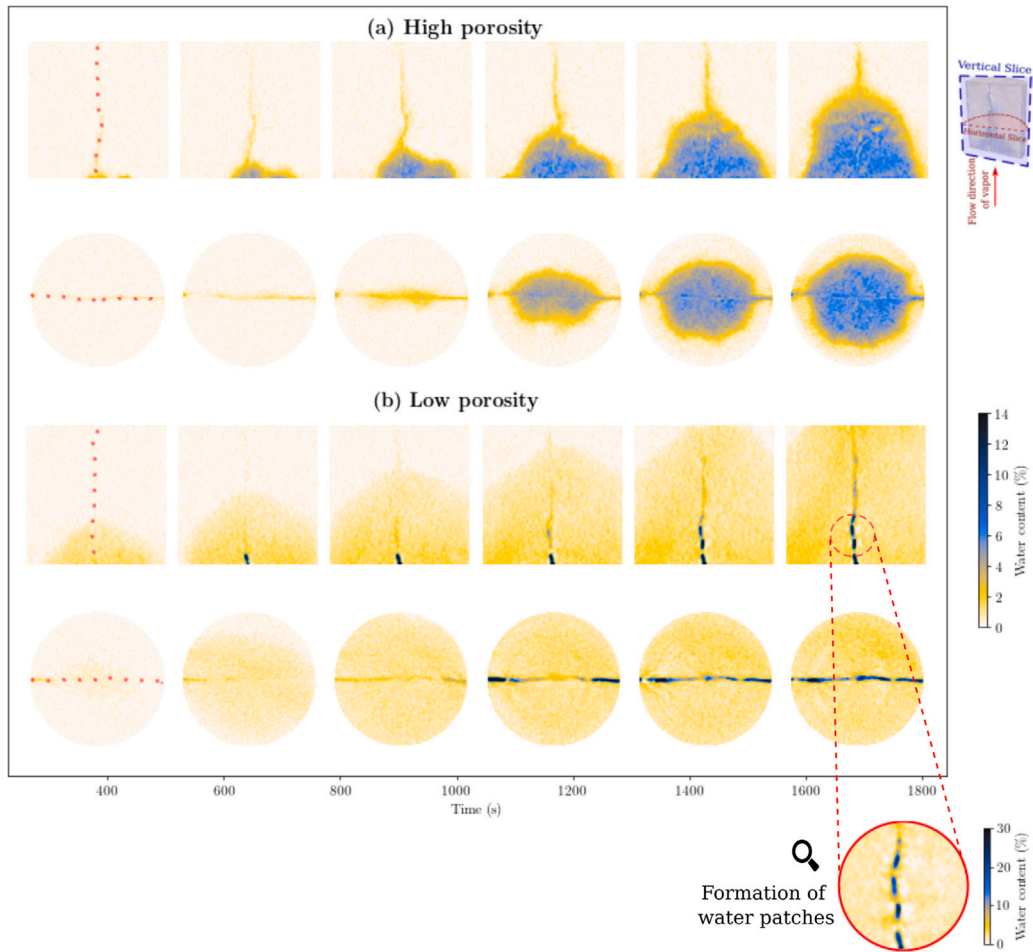 (a) High porosity
Vertical Slice
Horizontal Slice
Flow direction
of vapor
(b) Low porosity
14
12
10
8
6
4
2
0
Water content (%)
400
600
800
1000
1200
1400
1600
1800
Time (s)
Formation of
water patches
30
20
10
0
Water content (%)